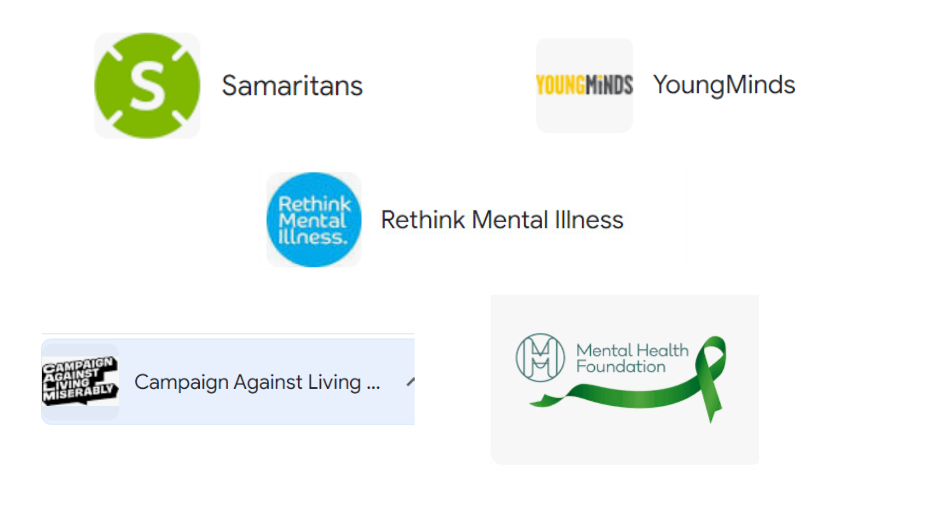 S
Samaritans
YOUNGMiNDS
YoungMinds
Rethink
Mental
Illness.
Rethink Mental Illness
CAMPAIGN
AGAINST
LIVING
MISERABLY
Campaign Against Living ...
Mental Health
Foundation